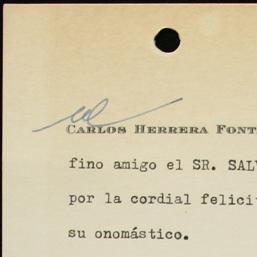 CARLOS HERRERA FONT
fino amigo el SR. SAL
por la cordial felici
su onomástico.